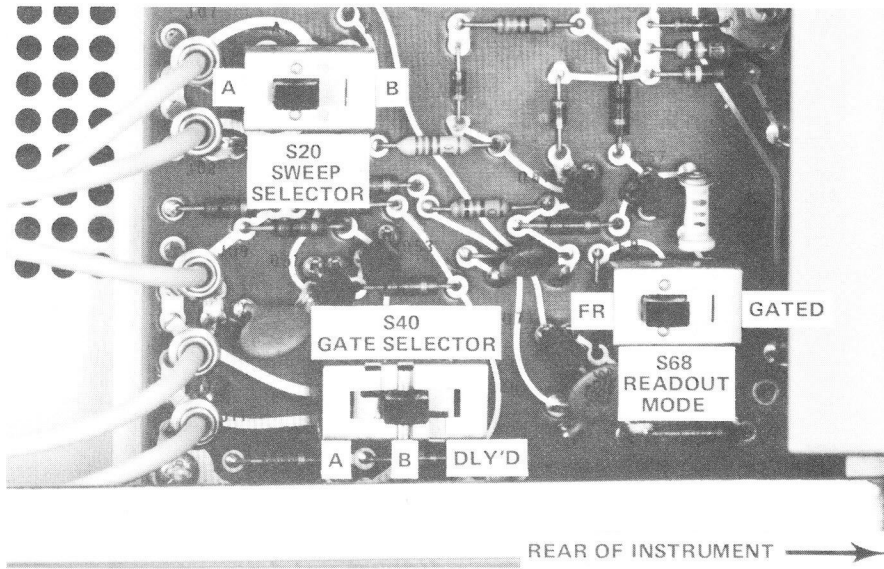 A
B
S20
SWEEP
SELECTOR
S40
GATE SELECTOR
FR
GATED
S68
READOUT
MODE
A
B
DLY'D
REAR OF INSTRUMENT